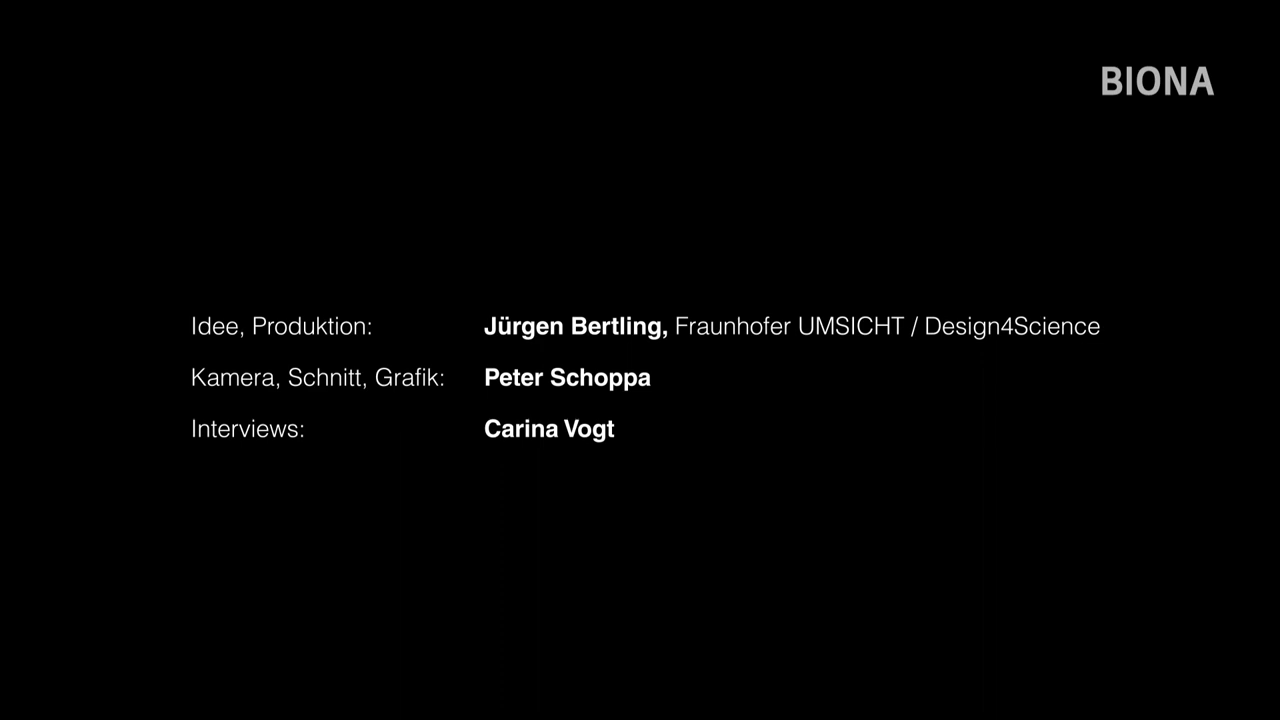 BIONA
Idee, Produktion: Jürgen Bertling, Fraunhofer UMSICHT / Design4Science
Kamera, Schnitt, Grafik: Peter Schoppa
Interviews: Carina Vogt